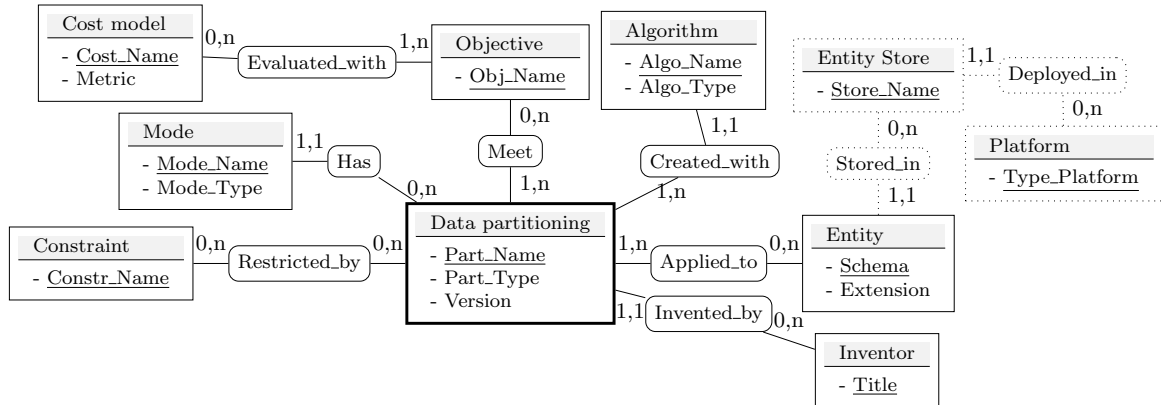 Cost model
- Cost_Name
- Metric
0,n
Evaluated_with
1,n
Objective
- Obj_Name
Algorithm
- Algo_Name
- Algo_Type
Entity Store
- Store_Name
1,1
Deployed_in
0,n
Platform
- Type_Platform
Mode
- Mode_Name
- Mode_Type
1,1
Has
0,n
0,n
Meet
1,n
1,1
Created_with
1,n
0,n
Stored_in
1,1
Constraint
- Constr_Name
0,n
Restricted_by
0,n
Data partitioning
- Part_Name
- Part_Type
- Version
1,n
Applied_to
0,n
Entity
- Schema
- Extension
1,1
Invented_by
0,n
Inventor
- Title